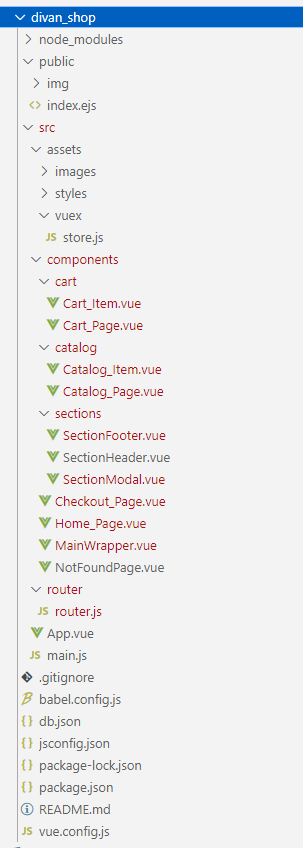 divan_shop
node_modules
public
img
index.ejs
src
assets
images
styles
vuex
JS store.js
components
cart
Cart_Item.vue
Cart_Page.vue
catalog
Catalog_Item.vue
Catalog_Page.vue
sections
SectionFooter.vue
SectionHeader.vue
SectionModal.vue
Checkout_Page.vue
Home_Page.vue
MainWrapper.vue
NotFoundPage.vue
router
JS router.js
App.vue
JS main.js
.gitignore
babel.config.js
{} db.json
{} jsconfig.json
{} package-lock.json
{} package.json
README.md
JS vue.config.js